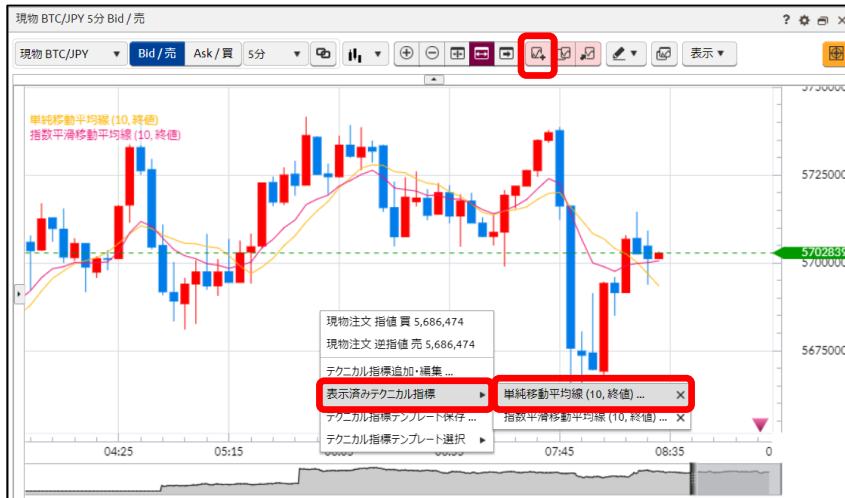 現物 BTC/JPY 5分 Bid / 売
現物 BTC/JPY Bid / 売 Ask / 買 5分 表示
単純移動平均線 (10, 終値)
指数平滑移動平均線 (10, 終値)
5725000
5702839
5700000
5675000
現物注文 指値 買 5,686,474
現物注文 逆指値 売 5,686,474
テクニカル指標追加・編集 ...
表示済みテクニカル指標
単純移動平均線 (10, 終値) ...
テクニカル指標テンプレート保存 ...
指数平滑移動平均線 (10, 終値) ...
テクニカル指標テンプレート選択
04:25 05:15 07:45 08:35 0